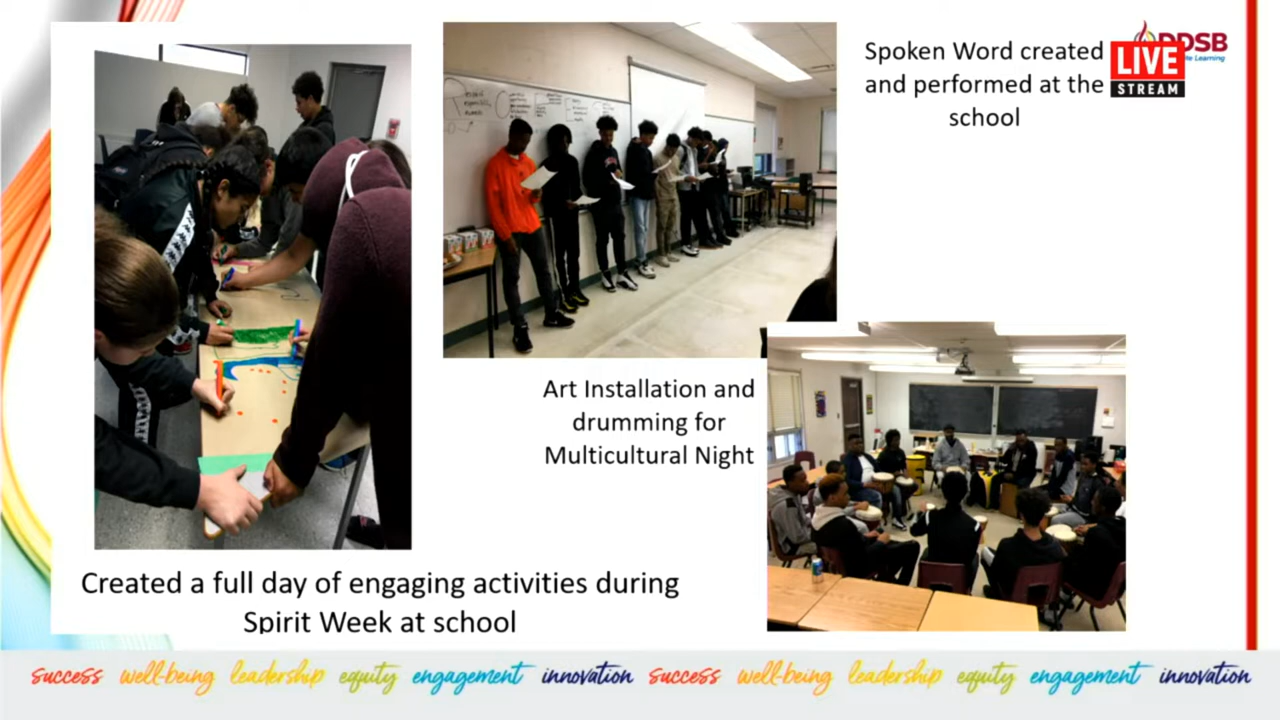 Spoken Word created
and performed at the
school
DDSB
LIVE
STREAM
Art Installation and
drumming for
Multicultural Night
Created a full day of engaging activities during
Spirit Week at school
success well-being leadership equity engagement innovation success well-being leadership equity engagement innovation